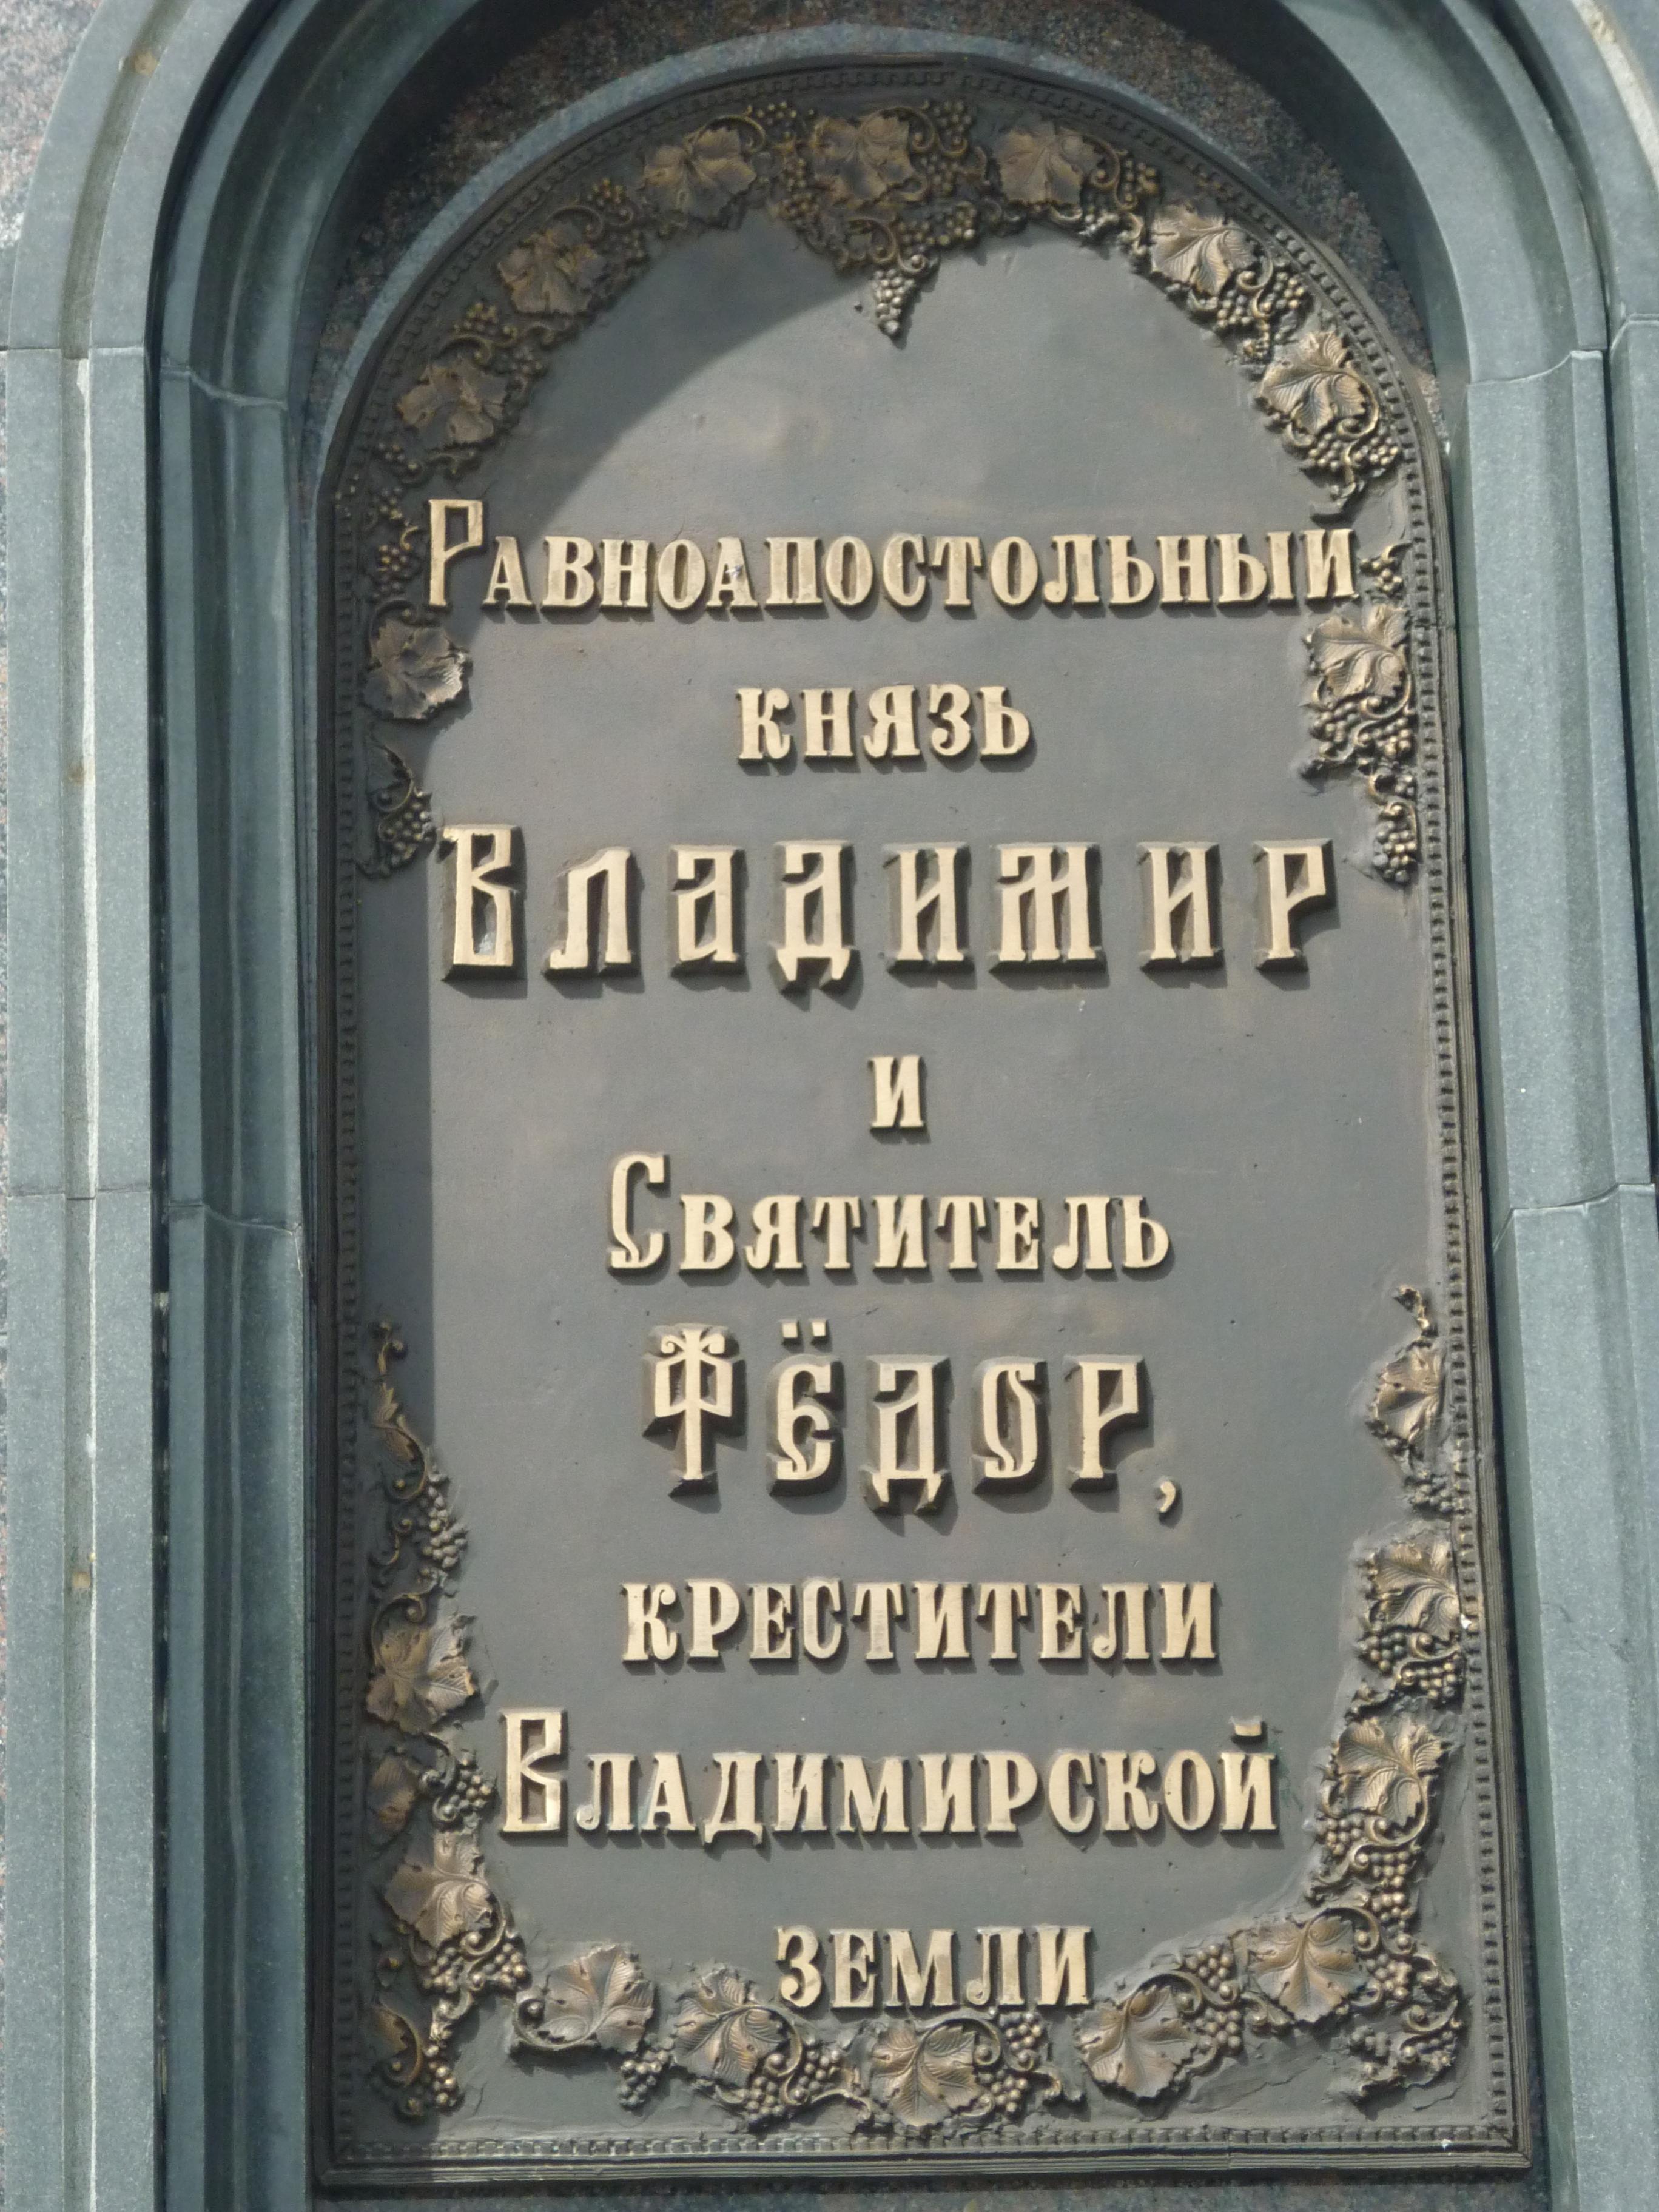 Равноапостольный
князь
Владимир
и
Святитель
Фёдор,
крестители
Владимирской
земли